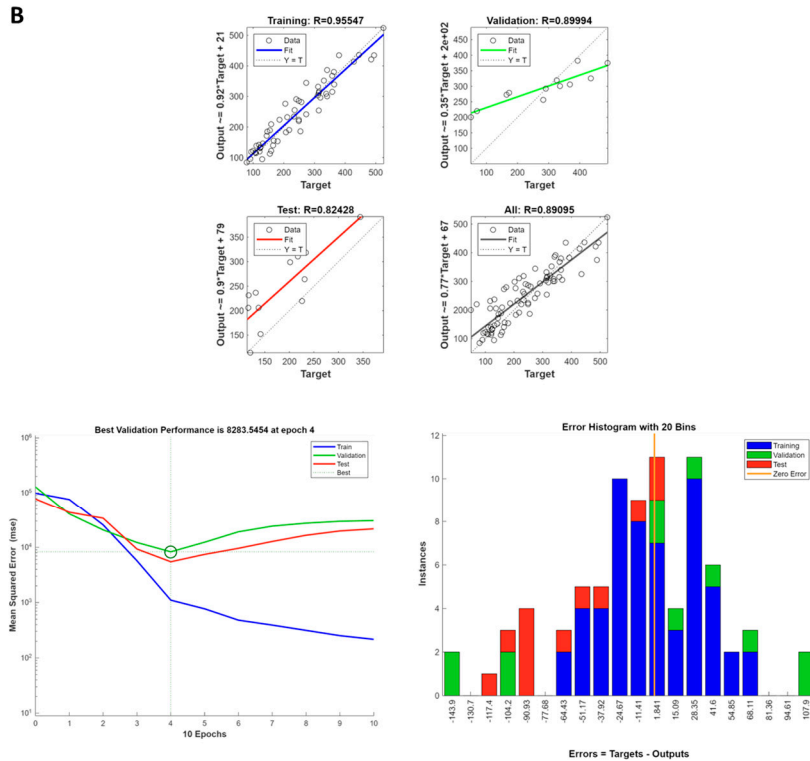 B
Training: R=0.95547
Output ~= 0.92*Target + 21
500
400
300
200
100
Data
Fit
Y = T
100 200 300 400 500
Target
Validation: R=0.89994
Output ~= 0.35*Target + 2e+02
500
450
400
350
300
250
200
150
100
Data
Fit
Y = T
100 200 300 400
Target
Test: R=0.82428
Output ~= 0.9*Target + 79
350
300
250
200
150
Data
Fit
Y = T
150 200 250 300 350
Target
All: R=0.89095
Output ~= 0.77*Target + 67
500
400
300
200
100
Data
Fit
Y = T
100 200 300 400 500
Target
Best Validation Performance is 8283.5454 at epoch 4
Mean Squared Error (mse)
10⁶
10⁵
10⁴
10³
10²
10¹
Train
Validation
Test
Best
0 1 2 3 4 5 6 7 8 9 10
10 Epochs
Error Histogram with 20 Bins
Instances
12
10
8
6
4
2
0
Training
Validation
Test
Zero Error
-143.9 -130.7 -117.4 -104.2 -90.93 -77.68 -64.43 -51.17 -37.92 -24.67 -11.41 1.841 15.09 28.35 41.6 54.85 68.11 81.36 94.61 107.9
Errors = Targets - Outputs